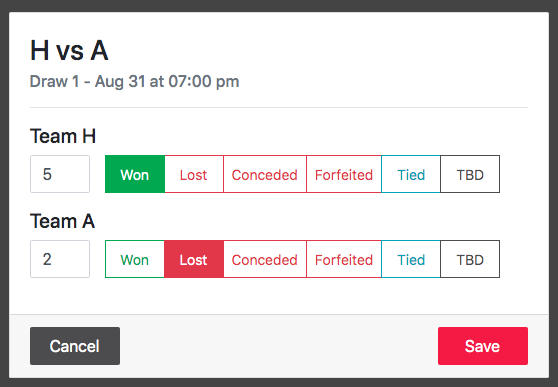 H vs A
Draw 1 - Aug 31 at 07:00 pm
Team H
5 Won Lost Conceded Forfeited Tied TBD
Team A
2 Won Lost Conceded Forfeited Tied TBD
Cancel Save